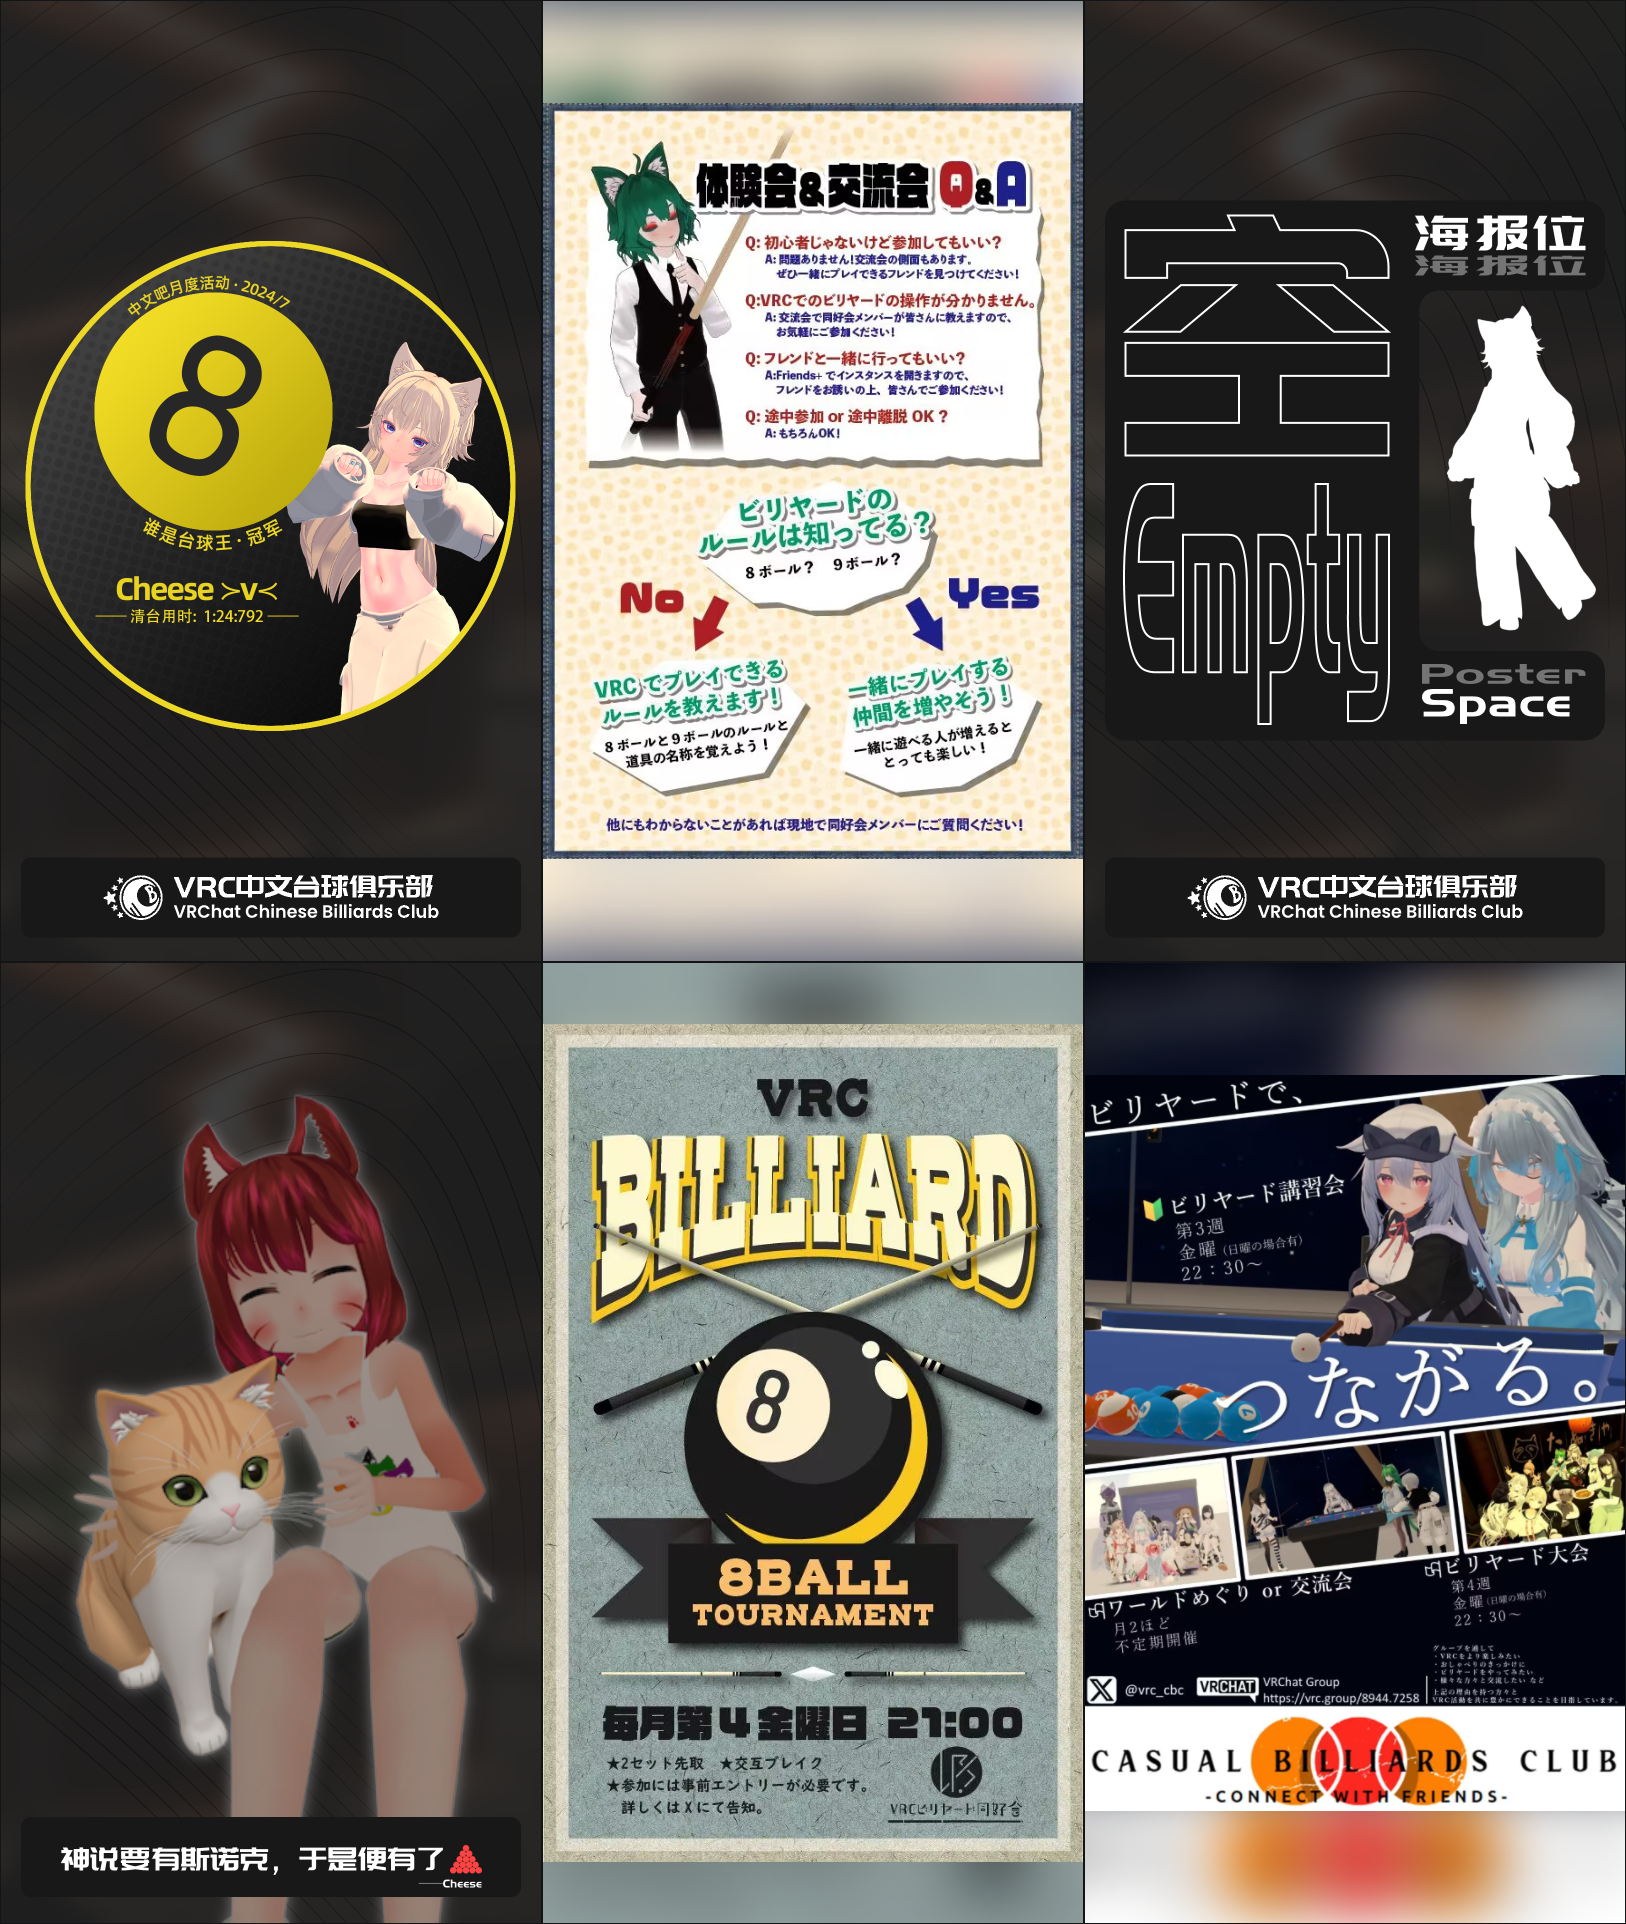 中文吧月度活动 · 2024/7
8
谁是台球王 · 冠军
Cheese >v<
清台用时: 1:24:792
VRC中文台球俱乐部
VRChat Chinese Billiards Club
体験会&交流会 Q&A
Q: 初心者じゃないけど参加してもいい?
A: 問題ありません!交流会の側面もあります。
ぜひ一緒にプレイできるフレンドを見つけてください!
Q:VRCでのビリヤードの操作が分かりません。
A: 交流会で同好会メンバーが皆さんに教えますので、
お気軽にご参加ください!
Q: フレンドと一緒に行ってもいい?
A:Friends+ でインスタンスを開きますので、
フレンドをお誘いの上、皆さんでご参加ください!
Q: 途中参加 or 途中離脱 OK ?
A: もちろんOK!
ビリヤードの
ルールは知ってる?
8ボール? 9ボール?
No
Yes
VRC でプレイできる
ルールを教えます!
8ボールと9ボールのルールと
道具の名称を覚えよう!
一緒にプレイする
仲間を増やそう!
一緒に遊べる人が増えると
とっても楽しい!
他にもわからないことがあれば現地で同好会メンバーにご質問ください!
空
Empty
海报位
海报位
Poster
Space
VRC中文台球俱乐部
VRChat Chinese Billiards Club
神说要有斯诺克，于是便有了
——Cheese
VRC
BILLIARD
8
8BALL
TOURNAMENT
毎月第4金曜日 21:00
★2セット先取 ★交互ブレイク
★参加には事前エントリーが必要です。
詳しくはXにて告知。
VRCビリヤード同好会
ビリヤードで、
ビリヤード講習会
第3週
金曜(日曜の場合有)
22：30～
つながる。
ワールドめぐり or 交流会
月2ほど
不定期開催
ビリヤード大会
第4週
金曜(日曜の場合有)
22：30～
グループを通して
・VRCをより楽しみたい
・おしゃべりのきっかけに
・ビリヤードをやってみたい
・様々な方々と交流したい など
上記の理由を持つ方々と
VRC活動を共に豊かにできることを目指しています。
X @vrc_cbc
VRCHAT
VRChat Group
https://vrc.group/8944.7258
CASUAL BILLIARDS CLUB
-CONNECT WITH FRIENDS-